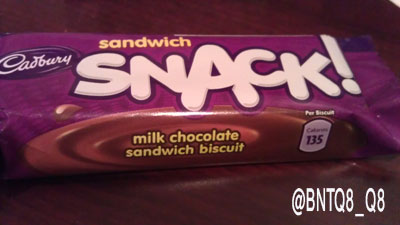 sandwich
Cadbury
SNACK!
Per Biscuit
Calories
135
milk chocolate
sandwich biscuit
@BNTQ8_Q8